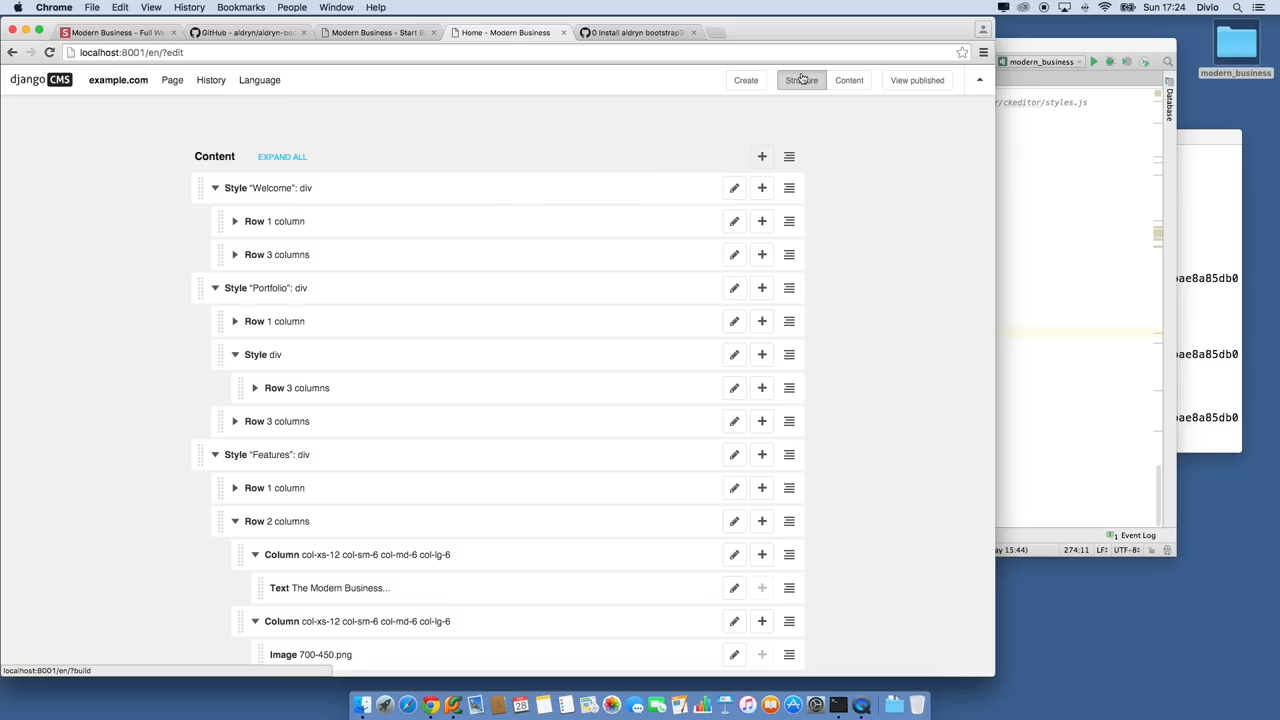 Chrome File Edit View History Bookmarks People Window Help Sun 17:24 Divio
Modern Business - Full We
GitHub - aldryn/aldryn-boo
Modern Business - Start B
Home - Modern Business
0 Install aldryn bootstrap3
localhost:8001/en/?edit
modern_business
modern_business
django CMS example.com Page History Language Create Structure Content View published
r/ckeditor/styles.js
Database
Content EXPAND ALL
Style "Welcome": div
Row 1 column
Row 3 columns
Style "Portfolio": div
Row 1 column
Style div
Row 3 columns
Row 3 columns
Style "Features": div
Row 1 column
Row 2 columns
Column col-xs-12 col-sm-6 col-md-6 col-lg-6
Text The Modern Business...
Column col-xs-12 col-sm-6 col-md-6 col-lg-6
Image 700-450.png
ae8a85db0
ae8a85db0
ae8a85db0
1 Event Log
ay 15:44) 274:11 LF: UTF-8:
localhost:8001/en/?build